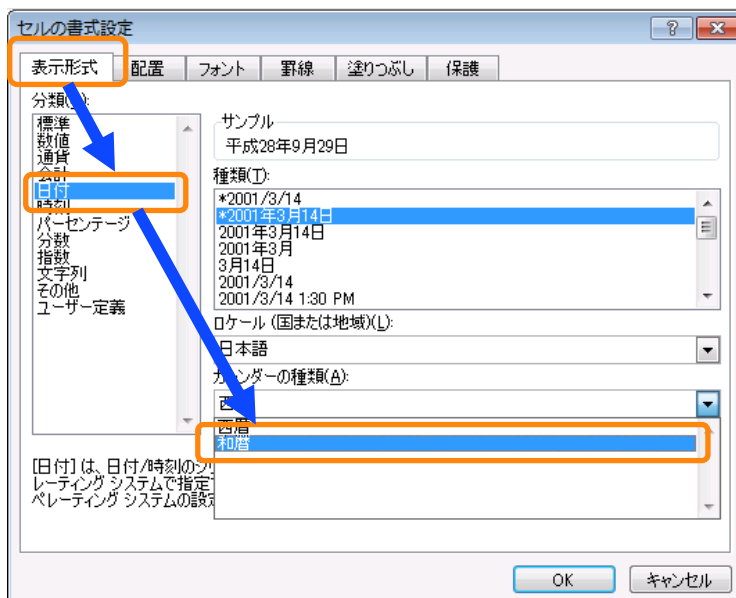 セルの書式設定
表示形式
配置
フォント
罫線
塗りつぶし
保護
分類
標準
数値
通貨
会計
日付
時刻
パーセンテージ
分数
指数
文字列
その他
ユーザー定義
サンプル
平成28年9月29日
種類(T):
*2001/3/14
*2001年3月14日
2001年3月14日
2001年3月
3月14日
2001/3/14
2001/3/14 1:30 PM
ロケール (国または地域)(L):
日本語
カレンダーの種類(A):
西暦
和暦
[日付] は、日付/時刻の
レーティング システムで指定
ペレーティング システムの設定
OK
キャンセル